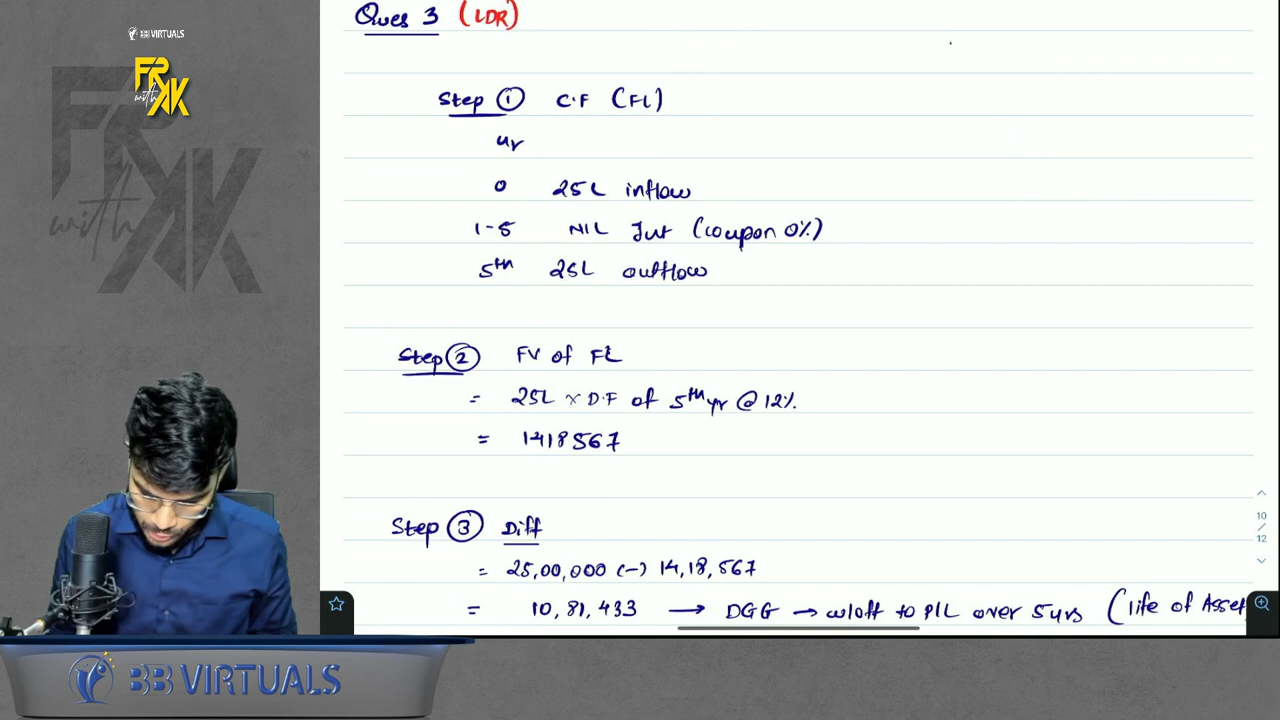 Ques 3 (LDR)
BB VIRTUALS
FR
with AK
FR
with AK
Step ① C.F (FL)
yr
0 25L inflow
1-5 NIL Int (coupon 0%)
5th 25L outflow
Step ② FV of FL
= 25L × D.F of 5th yr @ 12%
= 1418567
Step ③ Diff
= 25,00,000 (-) 14,18,567
= 10,81,433 → DGG → w/off to P/L over 5 yrs (life of Asset
10
/
12
BB VIRTUALS